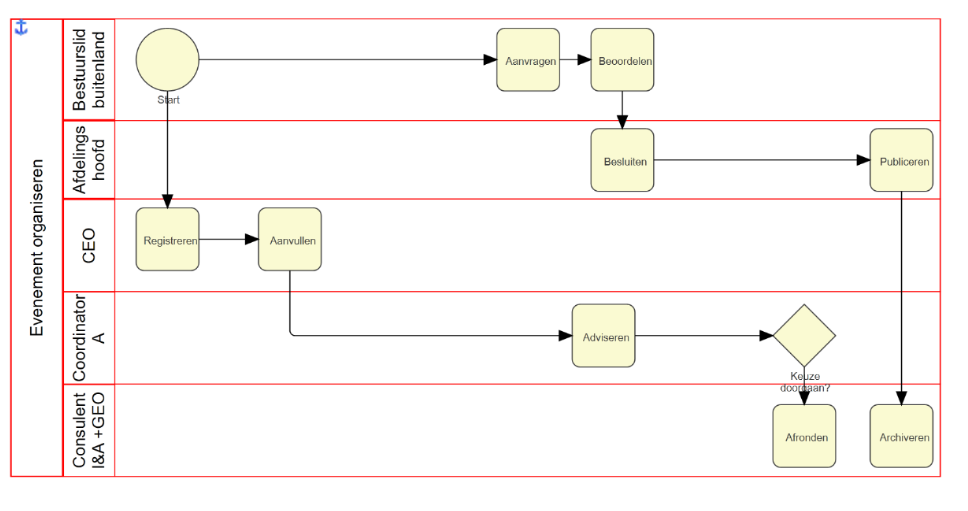 Evenement organiseren
Bestuurslid
buitenland
Start
Aanvragen
Beoordelen
Afdelings
hoofd
Besluiten
Publiceren
CEO
Registreren
Aanvullen
Coordinator
A
Adviseren
Keuze
doorgaan?
Consulent
I&A +GEO
Afronden
Archiveren